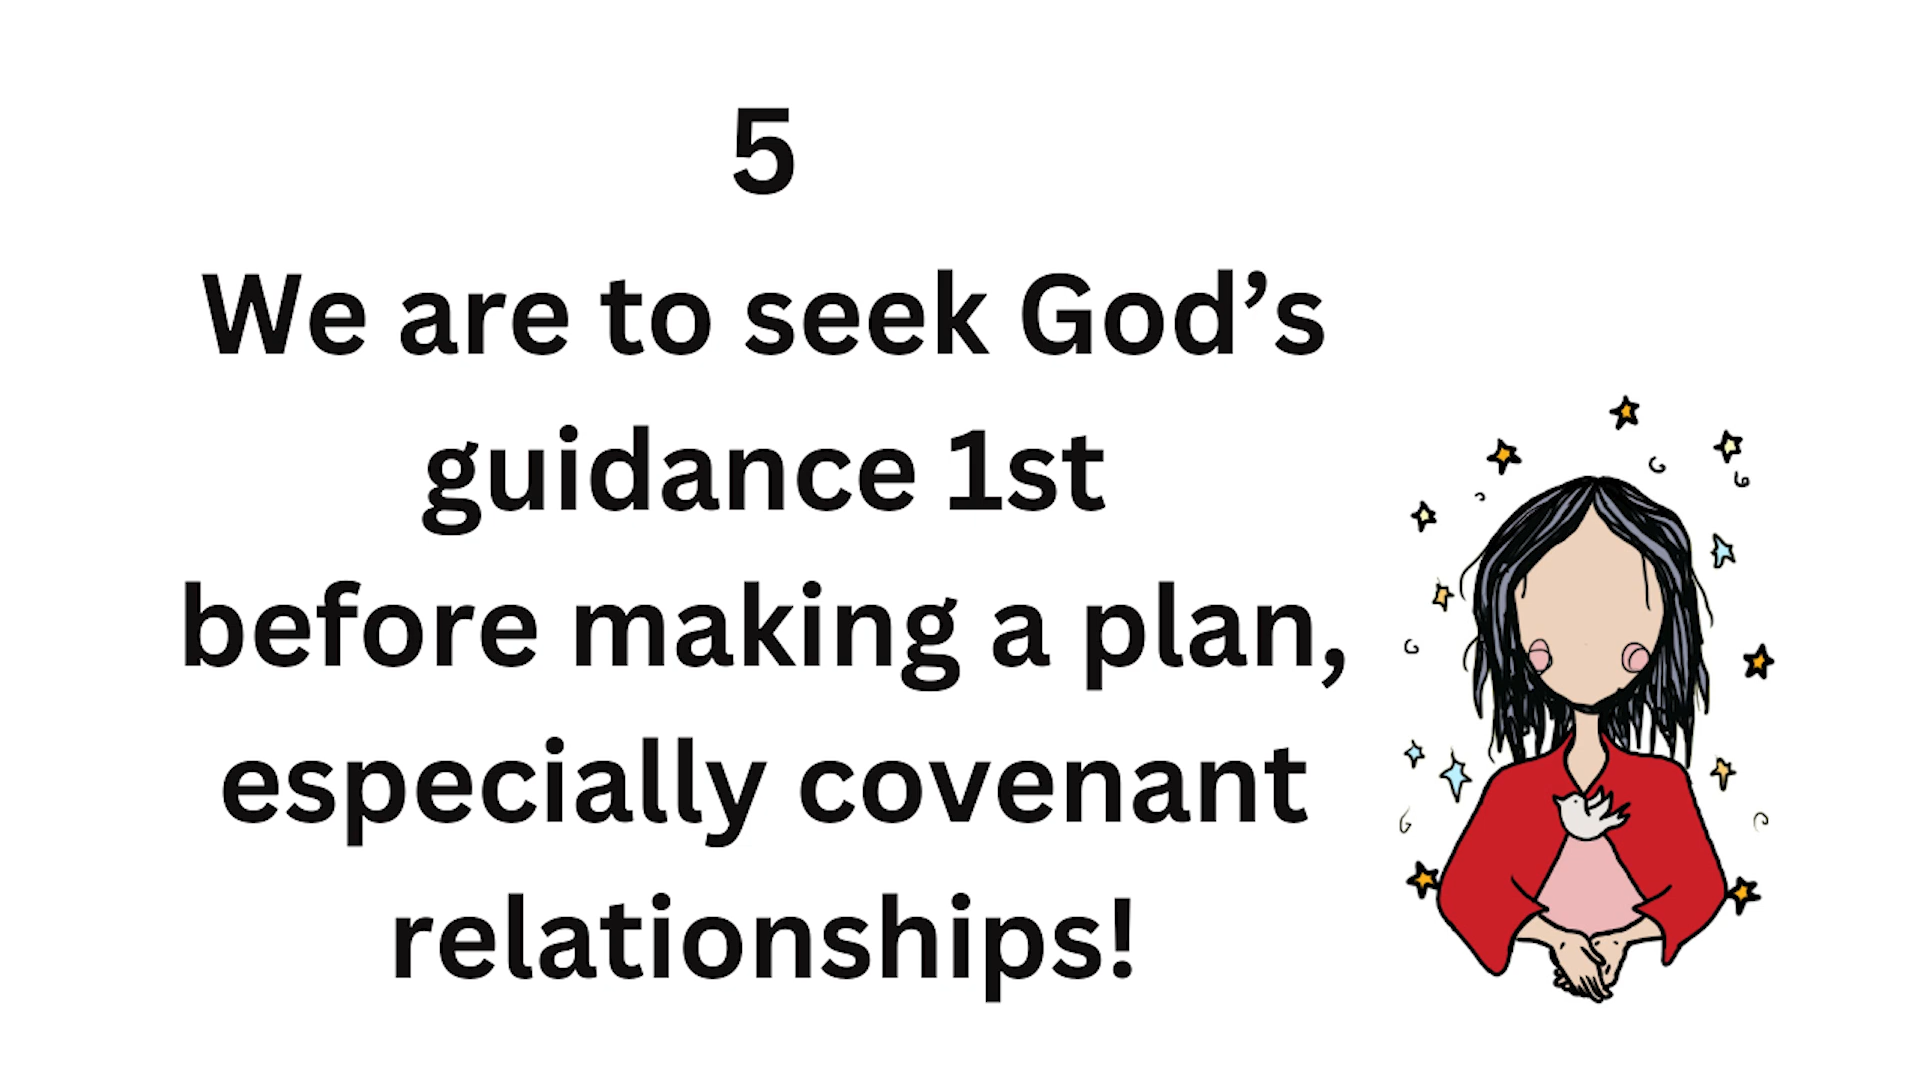 5
We are to seek God’s
guidance 1st
before making a plan,
especially covenant
relationships!